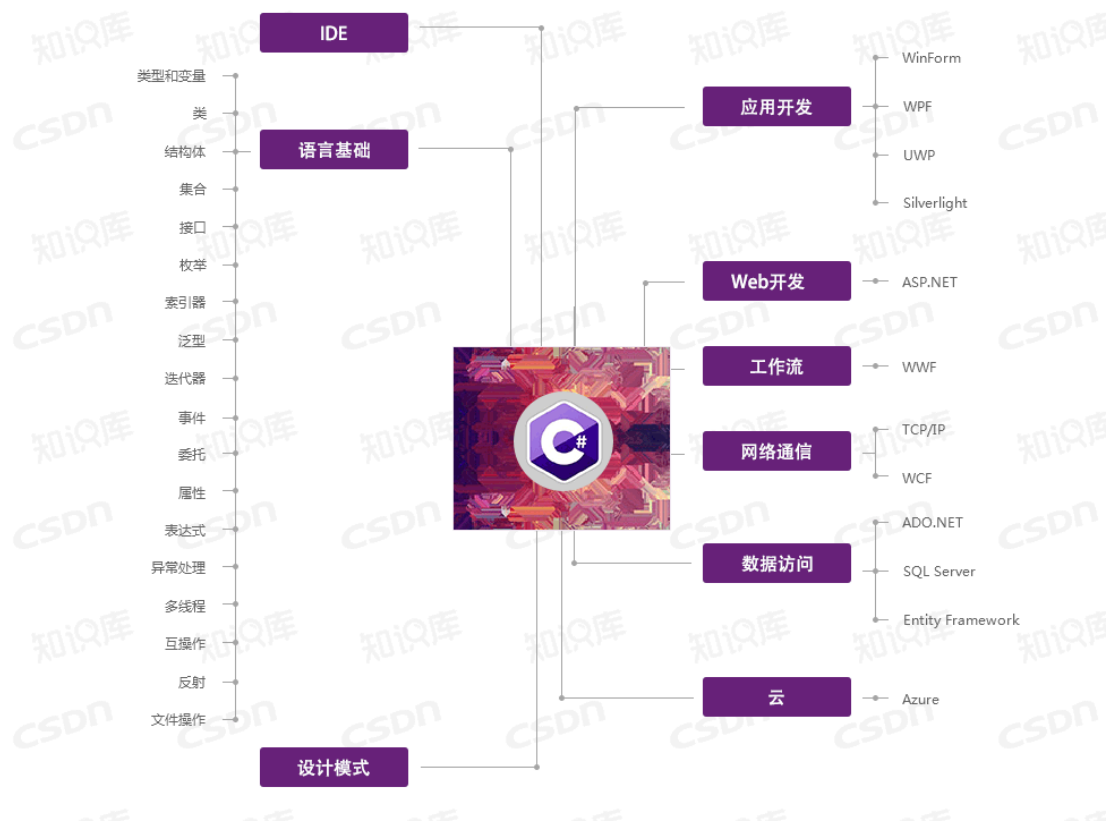 IDE
类型和变量
类
语言基础
结构体
集合
接口
枚举
索引器
泛型
迭代器
事件
委托
属性
表达式
异常处理
多线程
互操作
反射
文件操作
设计模式
C#
应用开发
WinForm
WPF
UWP
Silverlight
Web开发
ASP.NET
工作流
WWF
网络通信
TCP/IP
WCF
数据访问
ADO.NET
SQL Server
Entity Framework
云
Azure
知识库
CSDN